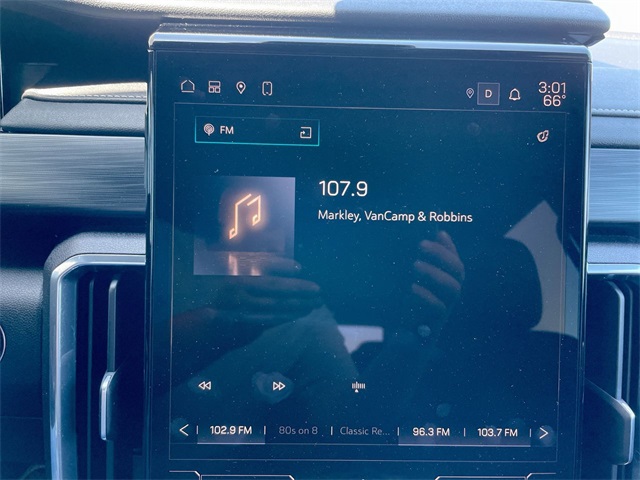 D
3:01
66°
FM
107.9
Markley, VanCamp & Robbins
102.9 FM 80s on 8 Classic Re... 96.3 FM 103.7 FM